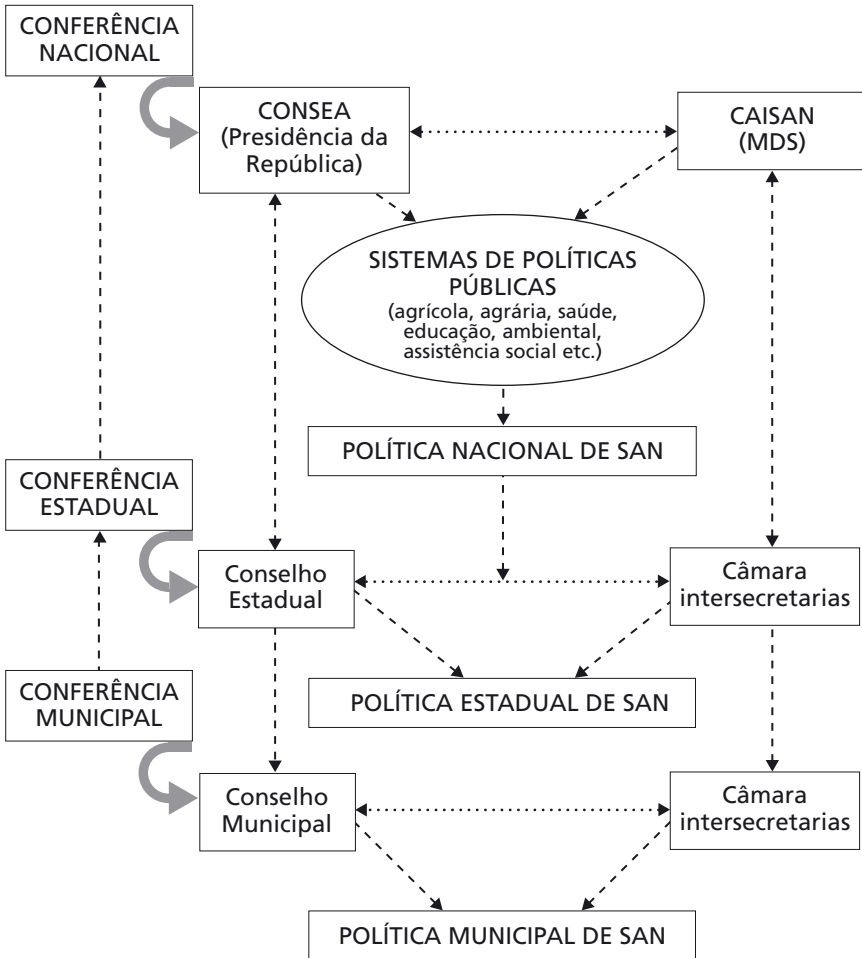 CONFERÊNCIA
NACIONAL
CONSEA
(Presidência da
República)
CAISAN
(MDS)
SISTEMAS DE POLÍTICAS
PÚBLICAS
(agrícola, agrária, saúde,
educação, ambiental,
assistência social etc.)
POLÍTICA NACIONAL DE SAN
CONFERÊNCIA
ESTADUAL
Conselho
Estadual
Câmara
intersecretarias
CONFERÊNCIA
MUNICIPAL
POLÍTICA ESTADUAL DE SAN
Conselho
Municipal
Câmara
intersecretarias
POLÍTICA MUNICIPAL DE SAN